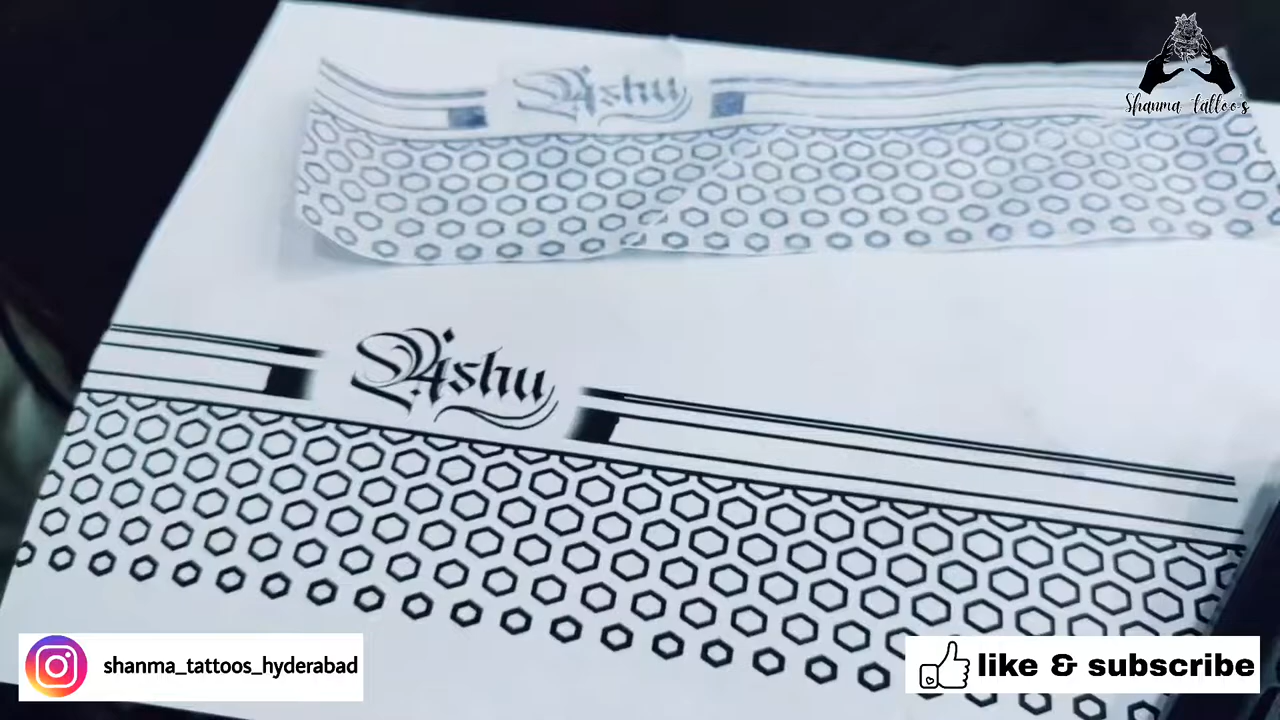 Shanma tattoo's
Ashu
Ashu
shanma_tattoos_hyderabad
like & subscribe